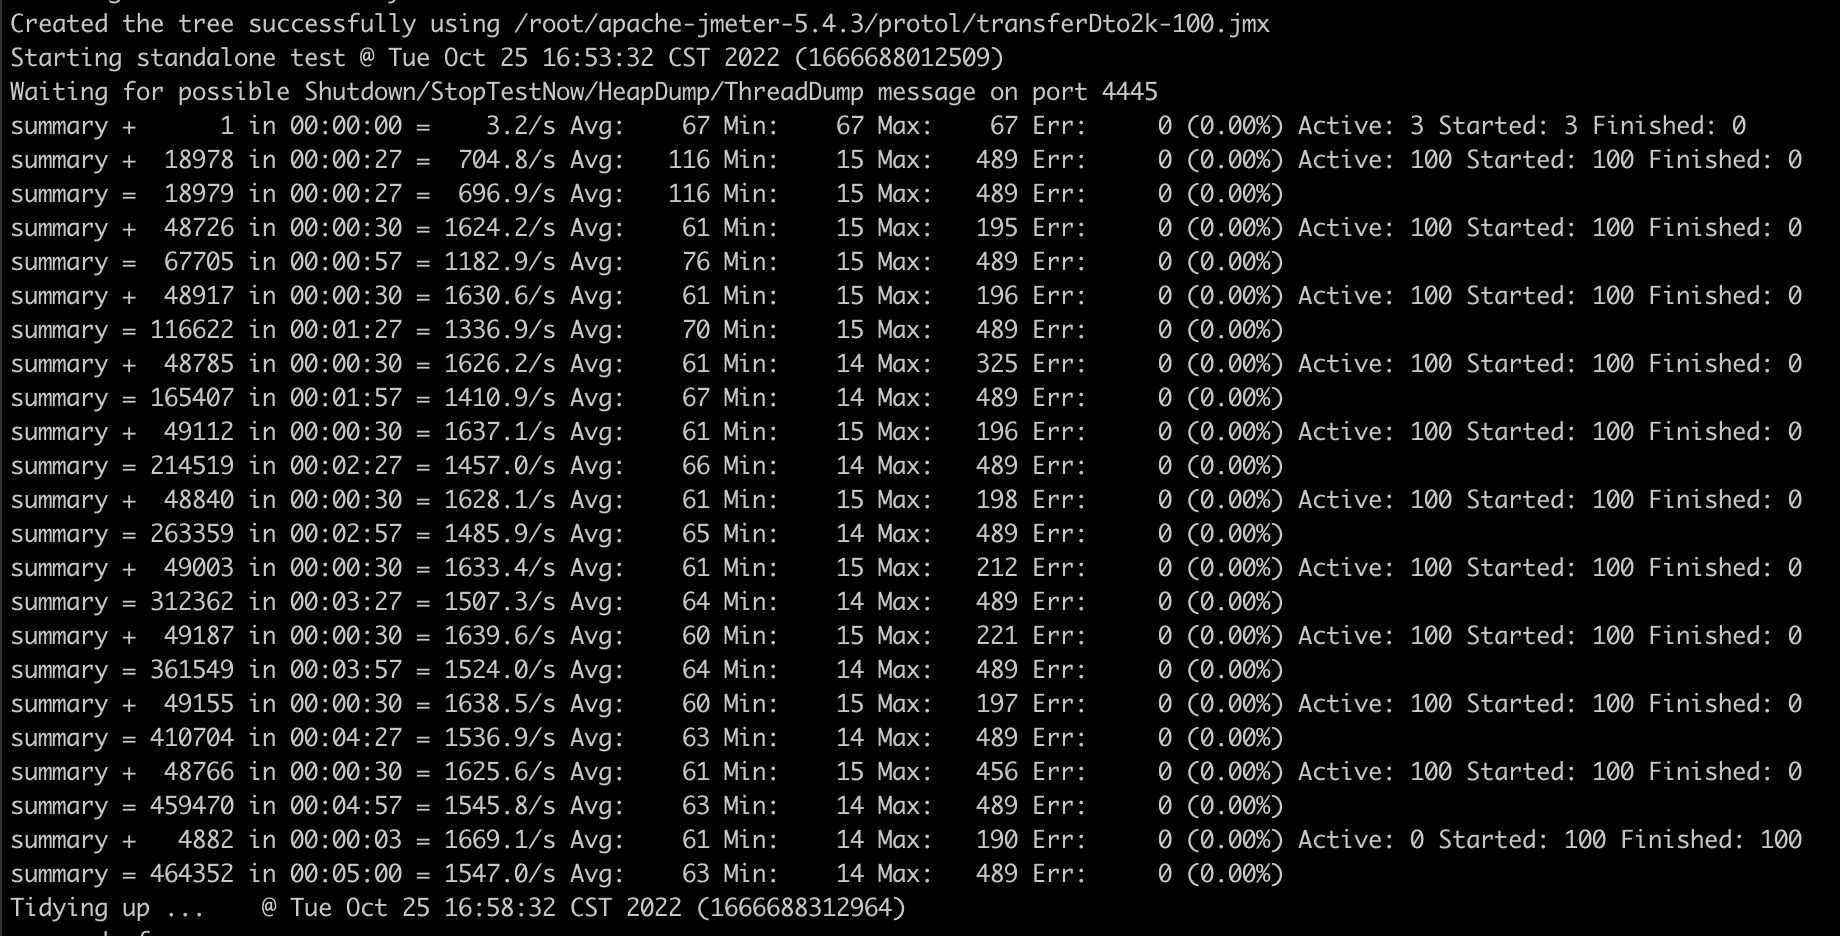 Created the tree successfully using /root/apache-jmeter-5.4.3/protol/transferDto2k-100.jmx
Starting standalone test @ Tue Oct 25 16:53:32 CST 2022 (1666688012509)
Waiting for possible Shutdown/StopTestNow/HeapDump/ThreadDump message on port 4445
summary +      1 in 00:00:00 =    3.2/s Avg:    67 Min:    67 Max:    67 Err:     0 (0.00%) Active: 3 Started: 3 Finished: 0
summary +  18978 in 00:00:27 =  704.8/s Avg:   116 Min:    15 Max:   489 Err:     0 (0.00%) Active: 100 Started: 100 Finished: 0
summary =  18979 in 00:00:27 =  696.9/s Avg:   116 Min:    15 Max:   489 Err:     0 (0.00%)
summary +  48726 in 00:00:30 = 1624.2/s Avg:    61 Min:    15 Max:   195 Err:     0 (0.00%) Active: 100 Started: 100 Finished: 0
summary =  67705 in 00:00:57 = 1182.9/s Avg:    76 Min:    15 Max:   489 Err:     0 (0.00%)
summary +  48917 in 00:00:30 = 1630.6/s Avg:    61 Min:    15 Max:   196 Err:     0 (0.00%) Active: 100 Started: 100 Finished: 0
summary = 116622 in 00:01:27 = 1336.9/s Avg:    70 Min:    15 Max:   489 Err:     0 (0.00%)
summary +  48785 in 00:00:30 = 1626.2/s Avg:    61 Min:    14 Max:   325 Err:     0 (0.00%) Active: 100 Started: 100 Finished: 0
summary = 165407 in 00:01:57 = 1410.9/s Avg:    67 Min:    14 Max:   489 Err:     0 (0.00%)
summary +  49112 in 00:00:30 = 1637.1/s Avg:    61 Min:    15 Max:   196 Err:     0 (0.00%) Active: 100 Started: 100 Finished: 0
summary = 214519 in 00:02:27 = 1457.0/s Avg:    66 Min:    14 Max:   489 Err:     0 (0.00%)
summary +  48840 in 00:00:30 = 1628.1/s Avg:    61 Min:    15 Max:   198 Err:     0 (0.00%) Active: 100 Started: 100 Finished: 0
summary = 263359 in 00:02:57 = 1485.9/s Avg:    65 Min:    14 Max:   489 Err:     0 (0.00%)
summary +  49003 in 00:00:30 = 1633.4/s Avg:    61 Min:    15 Max:   212 Err:     0 (0.00%) Active: 100 Started: 100 Finished: 0
summary = 312362 in 00:03:27 = 1507.3/s Avg:    64 Min:    14 Max:   489 Err:     0 (0.00%)
summary +  49187 in 00:00:30 = 1639.6/s Avg:    60 Min:    15 Max:   221 Err:     0 (0.00%) Active: 100 Started: 100 Finished: 0
summary = 361549 in 00:03:57 = 1524.0/s Avg:    64 Min:    14 Max:   489 Err:     0 (0.00%)
summary +  49155 in 00:00:30 = 1638.5/s Avg:    60 Min:    15 Max:   197 Err:     0 (0.00%) Active: 100 Started: 100 Finished: 0
summary = 410704 in 00:04:27 = 1536.9/s Avg:    63 Min:    14 Max:   489 Err:     0 (0.00%)
summary +  48766 in 00:00:30 = 1625.6/s Avg:    61 Min:    15 Max:   456 Err:     0 (0.00%) Active: 100 Started: 100 Finished: 0
summary = 459470 in 00:04:57 = 1545.8/s Avg:    63 Min:    14 Max:   489 Err:     0 (0.00%)
summary +   4882 in 00:00:03 = 1669.1/s Avg:    61 Min:    14 Max:   190 Err:     0 (0.00%) Active: 0 Started: 100 Finished: 100
summary = 464352 in 00:05:00 = 1547.0/s Avg:    63 Min:    14 Max:   489 Err:     0 (0.00%)
Tidying up ...    @ Tue Oct 25 16:58:32 CST 2022 (1666688312964)